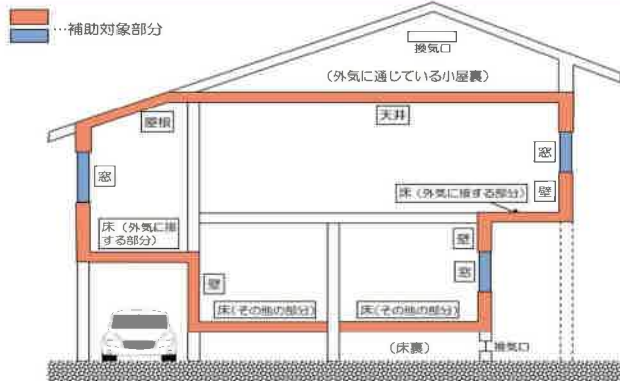 …補助対象部分
換気口
(外気に通じている小屋裏)
屋根
天井
窓
窓
壁
床(外気に接する部分)
床(外気に接
する部分)
壁
窓
壁
床(その他の部分)
床(その他の部分)
(床裏)
換気口